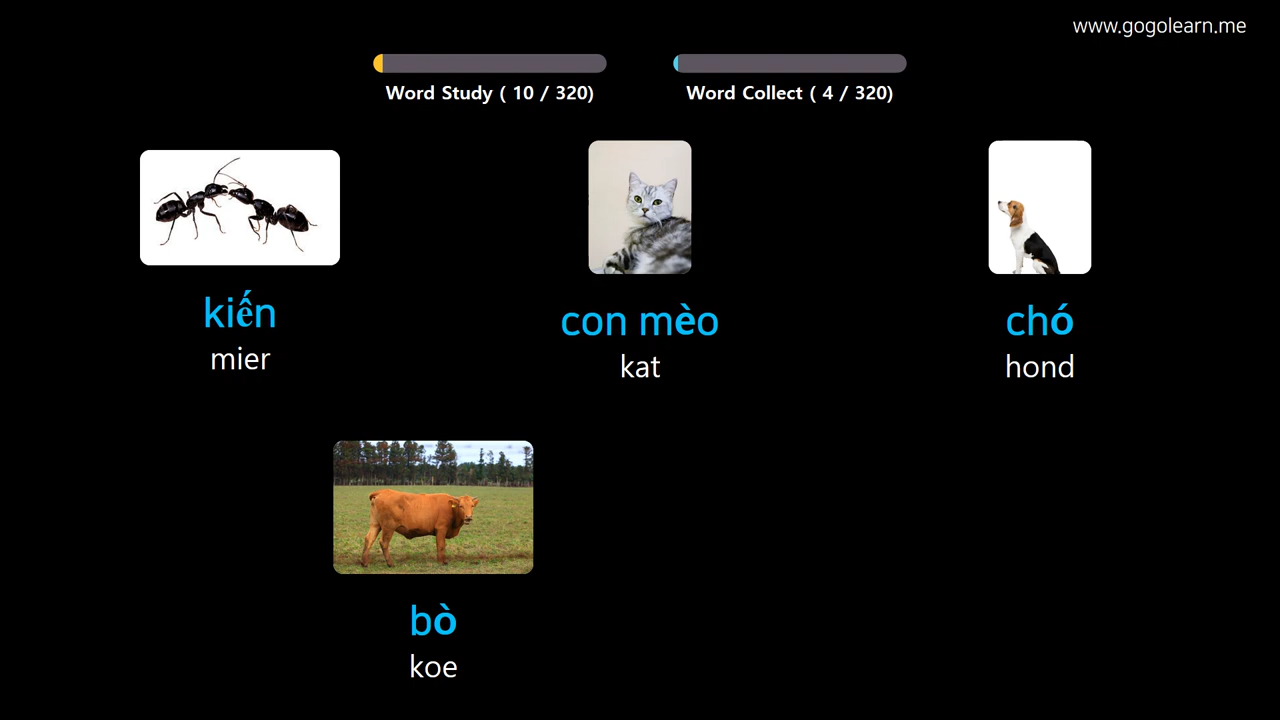 www.gogolearn.me
Word Study ( 10 / 320)
Word Collect ( 4 / 320)
kiến
mier
con mèo
kat
chó
hond
bò
koe